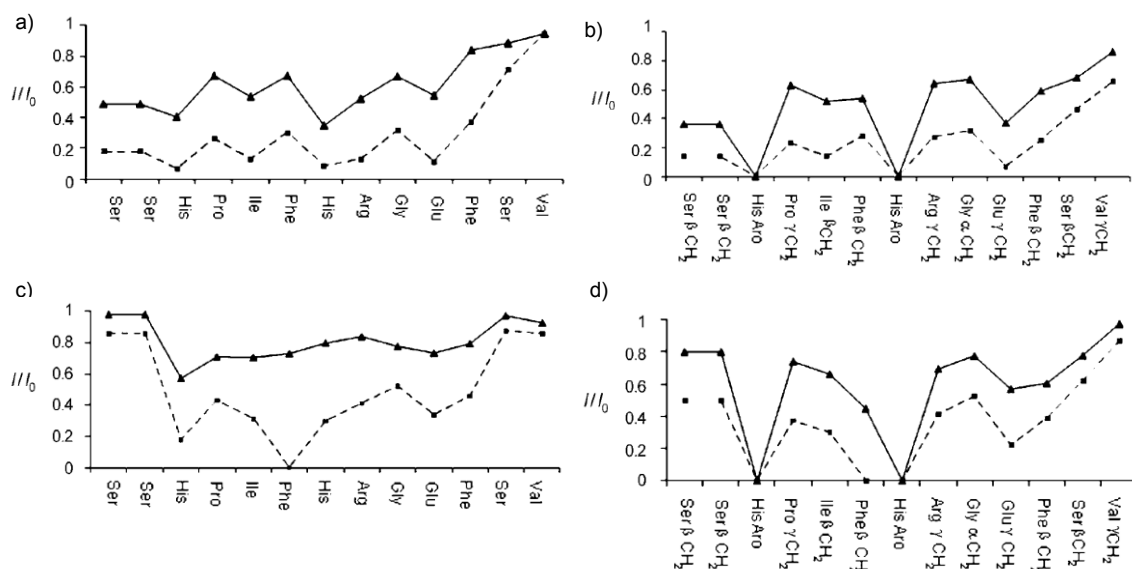 a)
1
0.8
0.6
0.4
0.2
0
I/I0
Ser Ser His Pro Ile Phe His Arg Gly Glu Phe Ser Val
b)
1
0.8
0.6
0.4
0.2
0
I/I0
Ser β CH2 Ser β CH2 His Aro Pro γ CH2 Ile βCH2 Phe β CH2 His Aro Arg γ CH2 Gly α CH2 Glu γ CH2 Phe β CH2 Ser βCH2 Val γCH2
c)
1
0.8
0.6
0.4
0.2
0
I/I0
Ser Ser His Pro Ile Phe His Arg Gly Glu Phe Ser Val
d)
1
0.8
0.6
0.4
0.2
0
I/I0
Ser β CH2 Ser β CH2 His Aro Pro γ CH2 Ile β CH2 Phe β CH2 His Aro Arg γ CH2 Gly αCH2 Glu γ CH2 Phe β CH2 Ser β CH2 Val γCH2